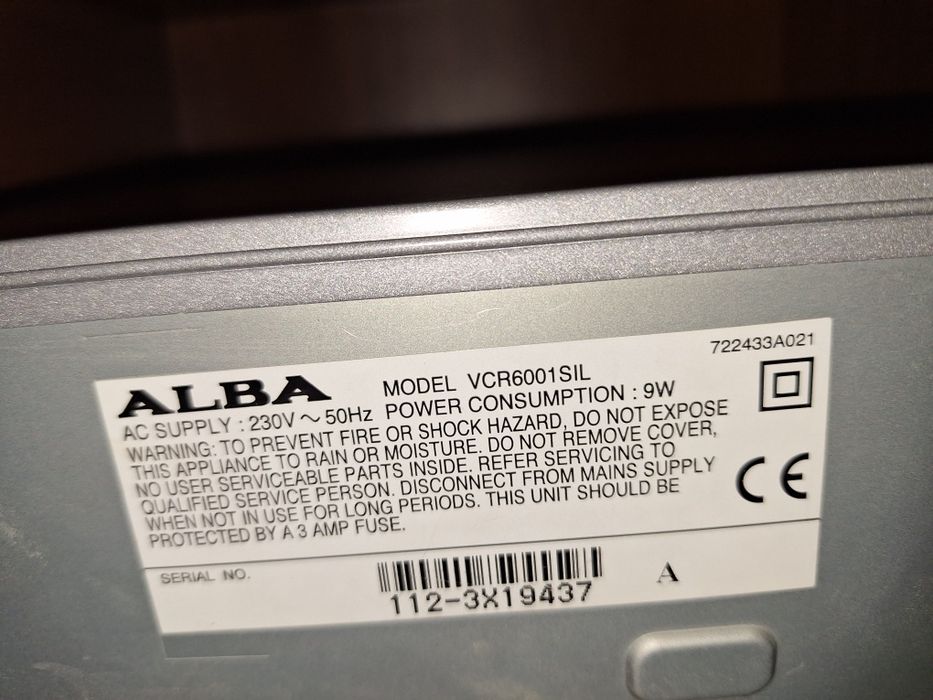 722433A021
ALBA MODEL VCR6001SIL
AC SUPPLY : 230V ~ 50Hz POWER CONSUMPTION : 9W
WARNING: TO PREVENT FIRE OR SHOCK HAZARD, DO NOT EXPOSE
THIS APPLIANCE TO RAIN OR MOISTURE. DO NOT REMOVE COVER,
NO USER SERVICEABLE PARTS INSIDE. REFER SERVICING TO
QUALIFIED SERVICE PERSON. DISCONNECT FROM MAINS SUPPLY
WHEN NOT IN USE FOR LONG PERIODS. THIS UNIT SHOULD BE
PROTECTED BY A 3 AMP FUSE.
CE
SERIAL NO.
112-3X19437
A